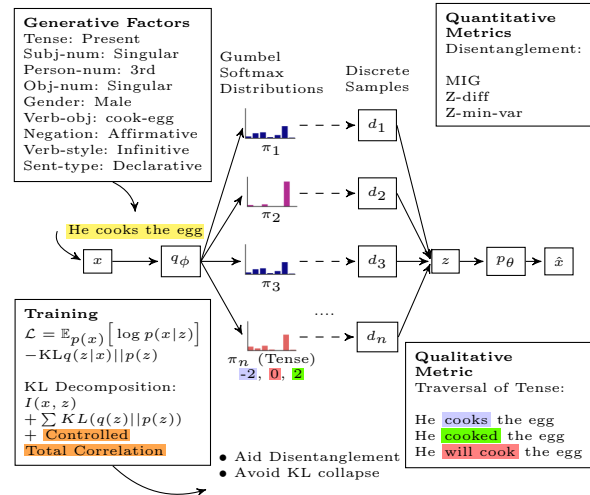 Generative Factors
Tense: Present
Subj-num: Singular
Person-num: 3rd
Obj-num: Singular
Gender: Male
Verb-obj: cook-egg
Negation: Affirmative
Verb-style: Infinitive
Sent-type: Declarative
Quantitative
Metrics
Disentanglement:
MIG
Z-diff
Z-min-var
Gumbel
Softmax
Distributions
Discrete
Samples
π₁
d₁
π₂
d₂
He cooks the egg
x
q_ϕ
π₃
d₃
z
p_θ
x̂
....
πₙ (Tense)
-2, 0, 2
dₙ
Training
ℒ = 𝔼_{p(x)} [log p(x|z)]
−KLq(z|x)||p(z)
KL Decomposition:
I(x, z)
+ ∑ KL(q(z)||p(z))
+ Controlled
Total Correlation
Qualitative
Metric
Traversal of Tense:
He cooks the egg
He cooked the egg
He will cook the egg
• Aid Disentanglement
• Avoid KL collapse